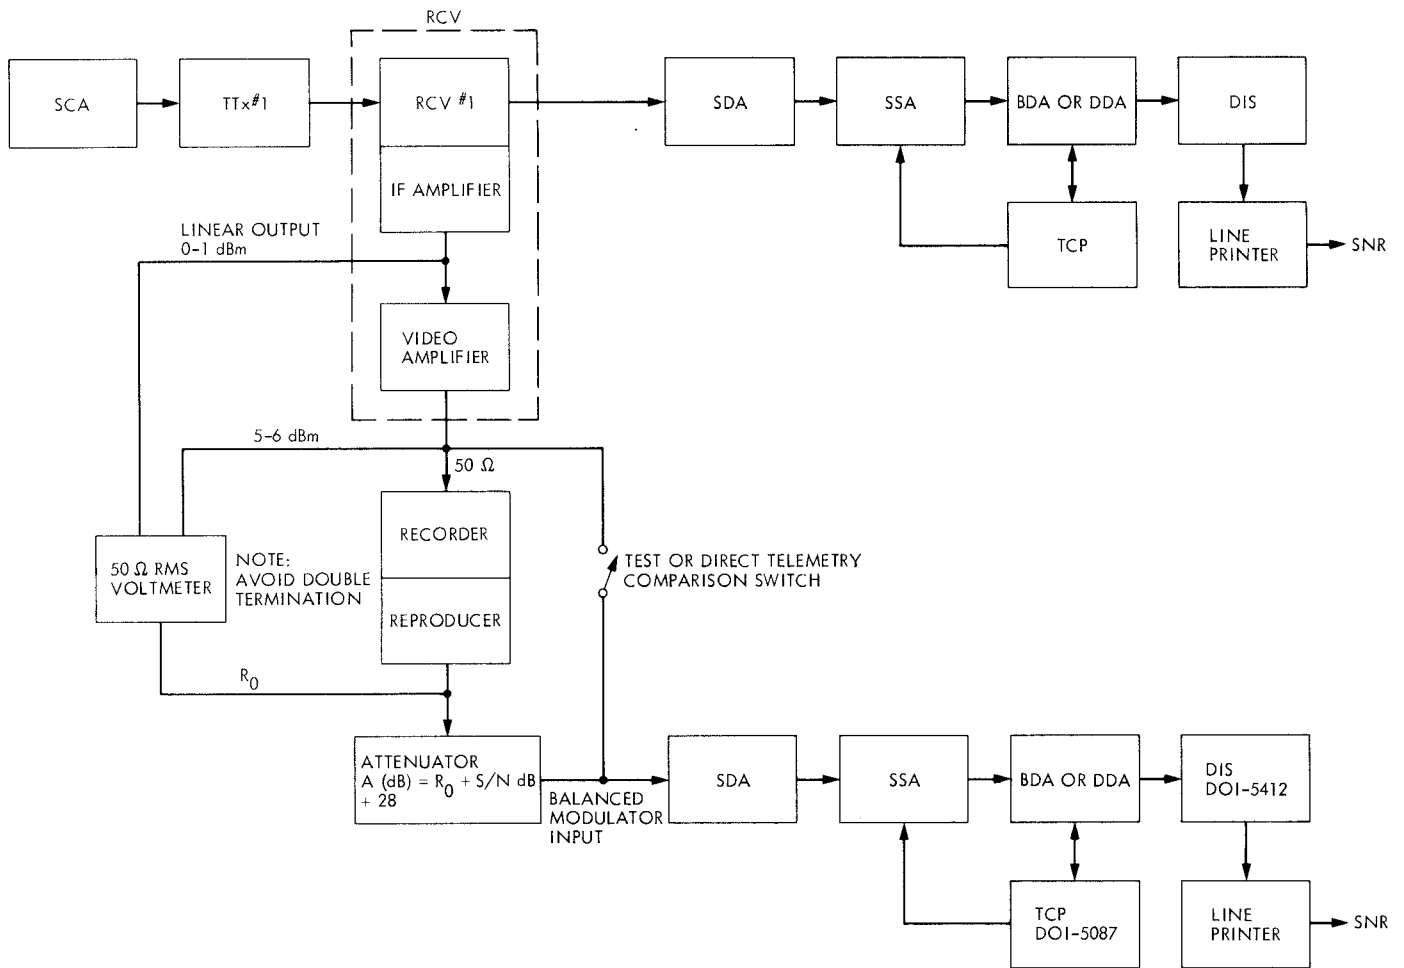 RCV
SCA
TTx#1
RCV #1
SDA
SSA
BDA OR DDA
DIS
IF AMPLIFIER
LINEAR OUTPUT
0-1 dBm
TCP
LINE
PRINTER
SNR
VIDEO
AMPLIFIER
5-6 dBm
50 Ω
RECORDER
50 Ω RMS
VOLTMETER
NOTE:
AVOID DOUBLE
TERMINATION
TEST OR DIRECT TELEMETRY
COMPARISON SWITCH
REPRODUCER
R0
ATTENUATOR
A (dB) = R0 + S/N dB
+ 28
BALANCED
MODULATOR
INPUT
SDA
SSA
BDA OR DDA
DIS
DOI-5412
TCP
DOI-5087
LINE
PRINTER
SNR